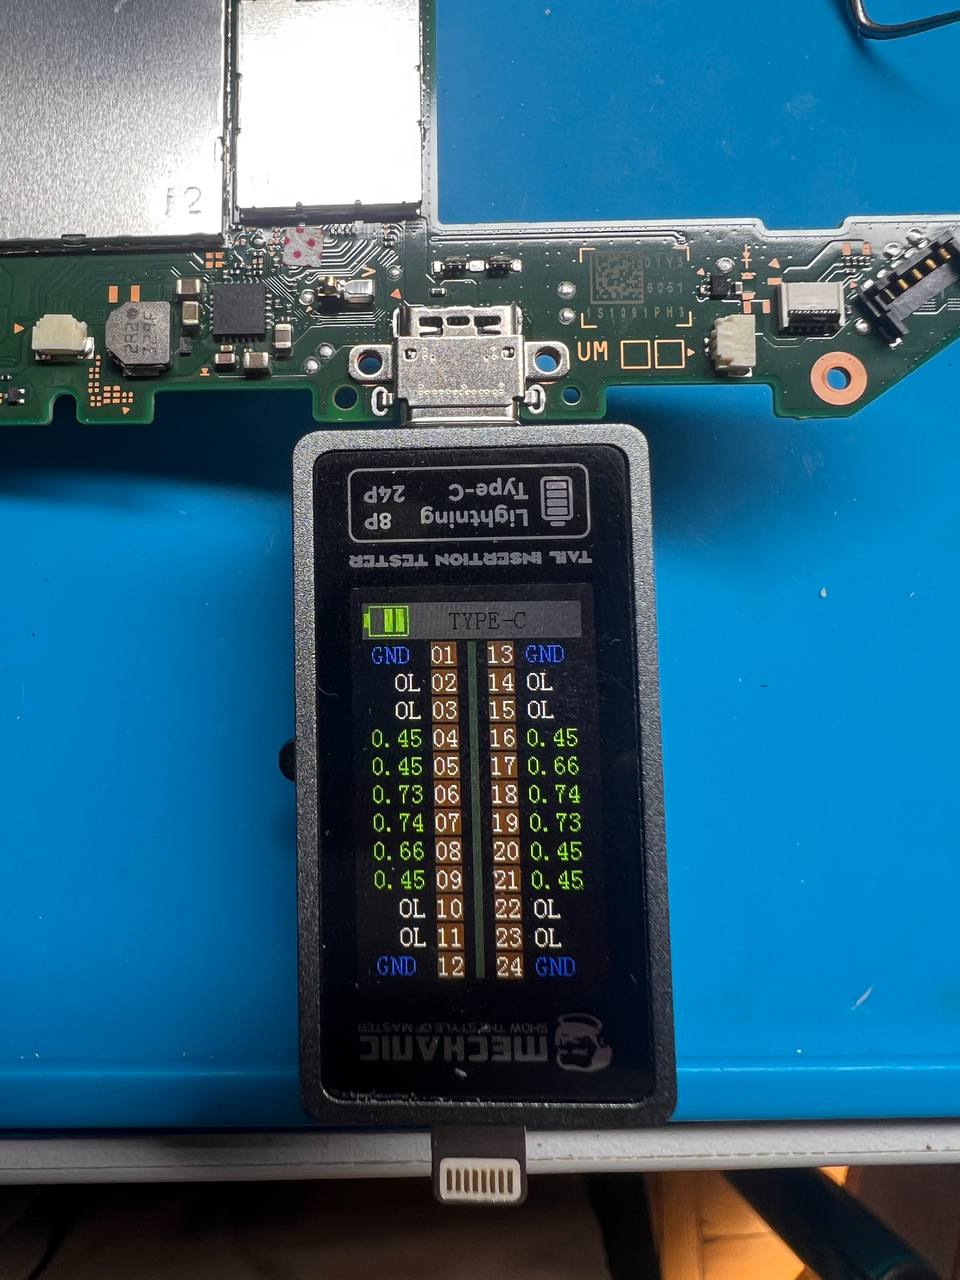 F2
2R2
329F
01Y3
6051
1S1391PH3
UM
Lightning 8P
Type-C 24P
TAIL INSERTION TESTER
TYPE-C
GND 01 13 GND
OL 02 14 OL
OL 03 15 OL
0.45 04 16 0.45
0.45 05 17 0.66
0.73 06 18 0.74
0.74 07 19 0.73
0.66 08 20 0.45
0.45 09 21 0.45
OL 10 22 OL
OL 11 23 OL
GND 12 24 GND
MECHANIC
SHOW THE STYLE OF MASTER